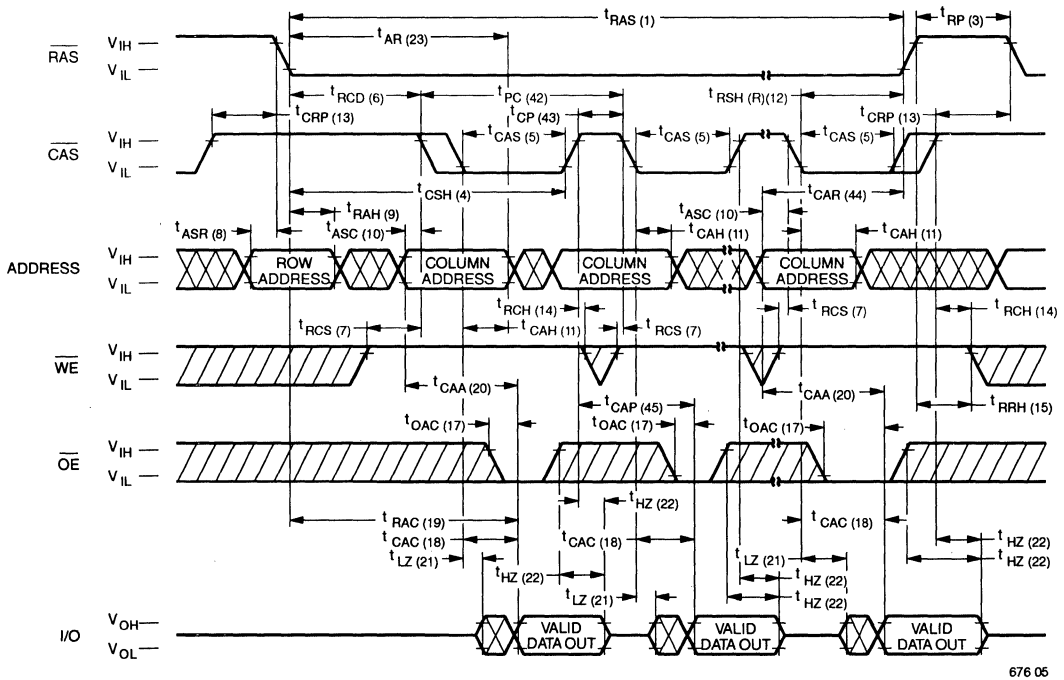 t RAS (1)
t RP (3)
t AR (23)
RAS
V IH
V IL
t RCD (6)
t PC (42)
t RSH (R)(12)
t CRP (13)
t CP (43)
t CRP (13)
CAS
V IH
V IL
t CAS (5)
t CAS (5)
t CAS (5)
t CSH (4)
t CAR (44)
t RAH (9)
t ASC (10)
t ASR (8)
t ASC (10)
t CAH (11)
t CAH (11)
ADDRESS
V IH
V IL
ROW ADDRESS
COLUMN ADDRESS
COLUMN ADDRESS
COLUMN ADDRESS
t RCH (14)
t RCS (7)
t RCH (14)
t RCS (7)
t CAH (11)
t RCS (7)
WE
V IH
V IL
t CAA (20)
t CAP (45)
t CAA (20)
t RRH (15)
t OAC (17)
t OAC (17)
t OAC (17)
OE
V IH
V IL
t HZ (22)
t RAC (19)
t CAC (18)
t CAC (18)
t CAC (18)
t LZ (21)
t LZ (21)
t HZ (22)
t HZ (22)
t HZ (22)
t HZ (22)
t LZ (21)
t HZ (22)
I/O
V OH
V OL
VALID DATA OUT
VALID DATA OUT
VALID DATA OUT
676 05